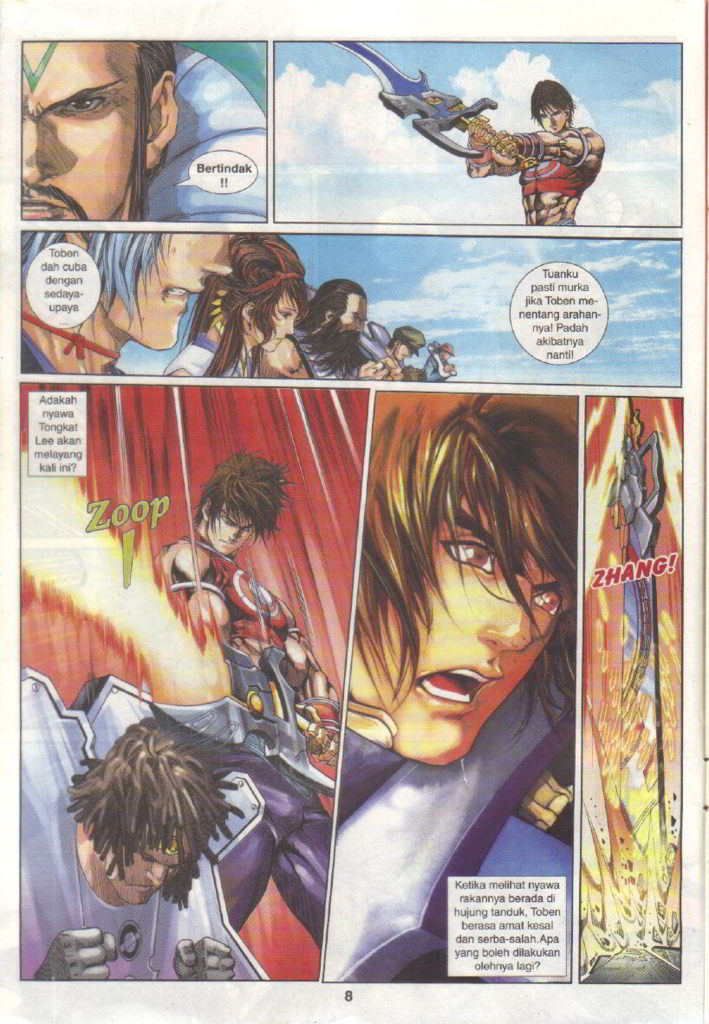 Bertindak
!!
Toben
dah cuba
dengan
sedaya-
upaya
...
Tuanku
pasti murka
jika Toben me-
nentang arahan-
nya! Padah
akibatnya
nanti!
Adakah
nyawa
Tongkat
Lee akan
melayang
kali ini?
Zoop
!
ZHANG!
Ketika melihat nyawa
rakannya berada di
hujung tanduk, Toben
berasa amat kesal
dan serba-salah.Apa
yang boleh dilakukan
olehnya lagi?
8